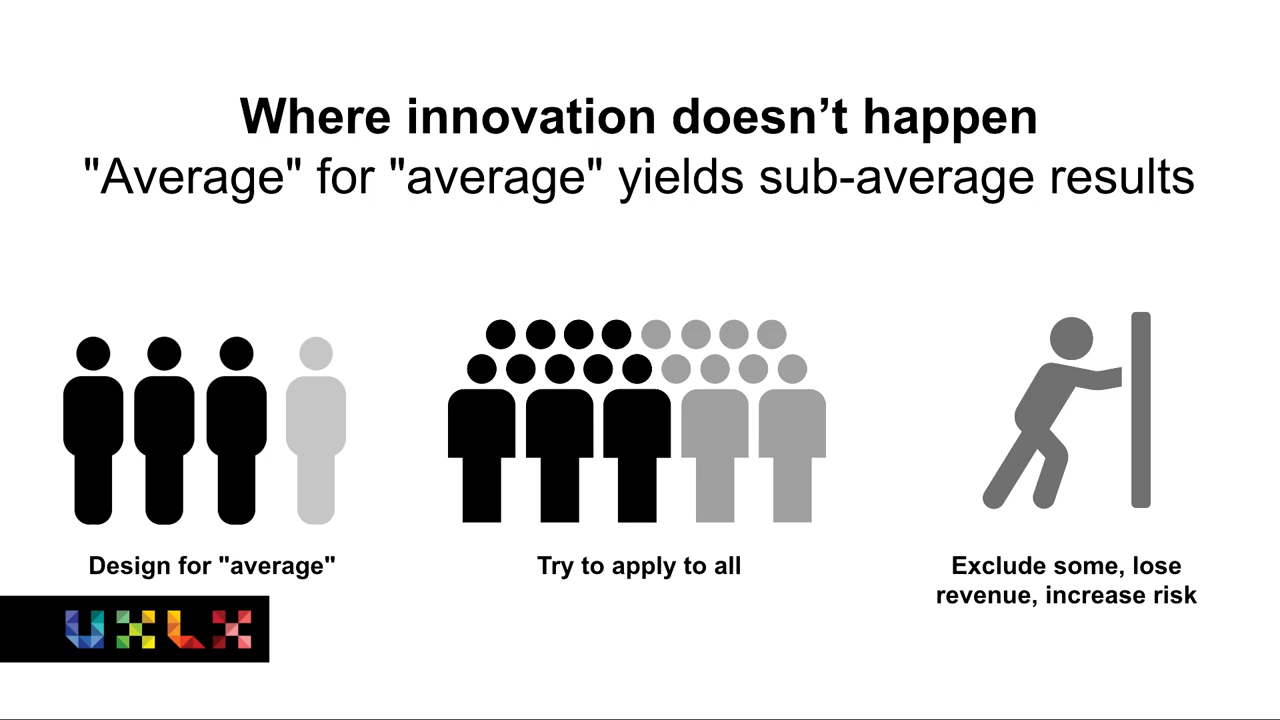 Where innovation doesn’t happen
"Average" for "average" yields sub-average results
Design for "average"
Try to apply to all
Exclude some, lose
revenue, increase risk
UXLX